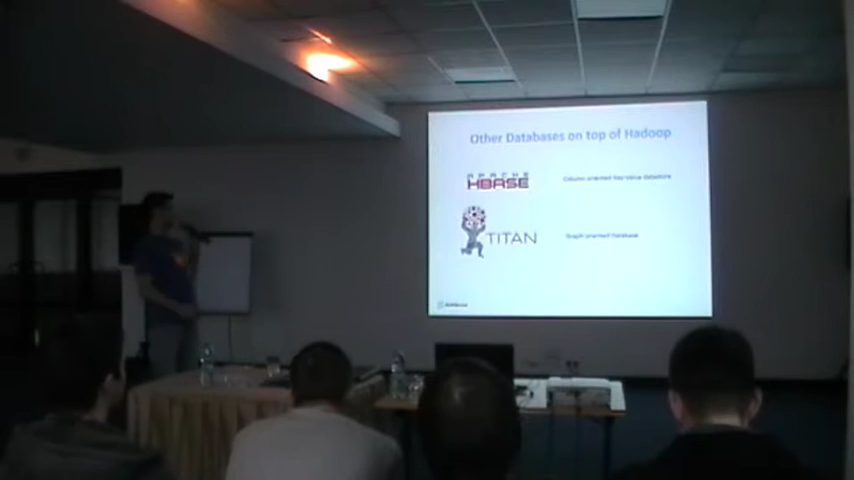 Other Databases on top of Hadoop
APACHE
HBASE
Column oriented Key-Value datastore
TITAN
Graph oriented Database